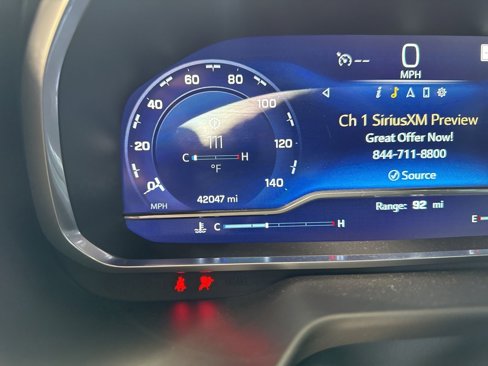 0
MPH
60 80
40 100
20 120
0 140
111
C H
°F
42047 mi
MPH
i
Ch 1 SiriusXM Preview
Great Offer Now!
844-711-8800
Source
Range: 92 mi
C H
E